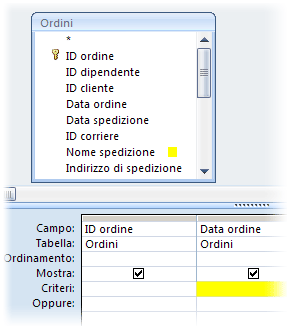 Ordini
*
ID ordine
ID dipendente
ID cliente
Data ordine
Data spedizione
ID corriere
Nome spedizione
Indirizzo di spedizione
Campo: ID ordine Data ordine
Tabella: Ordini Ordini
Ordinamento:
Mostra:
Criteri:
Oppure: